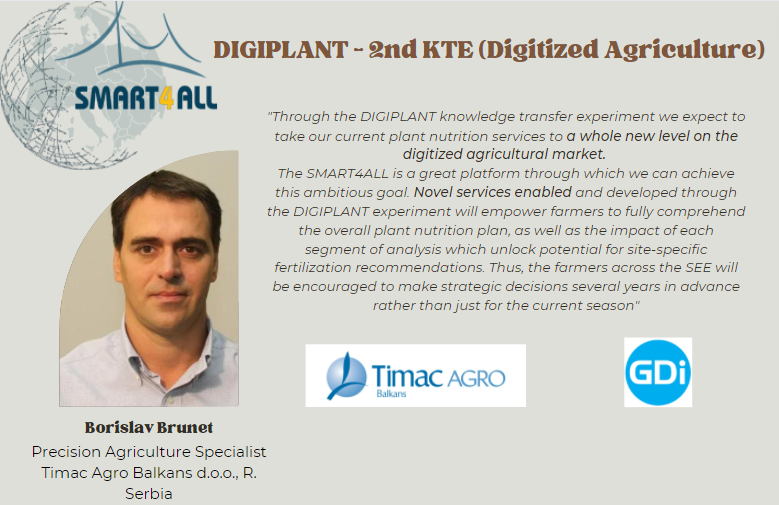 DIGIPLANT - 2nd KTE (Digitized Agriculture)
SMART4ALL
"Through the DIGIPLANT knowledge transfer experiment we expect to
take our current plant nutrition services to a whole new level on the
digitized agricultural market.
The SMART4ALL is a great platform through which we can achieve
this ambitious goal. Novel services enabled and developed through
the DIGIPLANT experiment will empower farmers to fully comprehend
the overall plant nutrition plan, as well as the impact of each
segment of analysis which unlock potential for site-specific
fertilization recommendations. Thus, the farmers across the SEE will
be encouraged to make strategic decisions several years in advance
rather than just for the current season"
Timac AGRO
Balkans
GDi
Borislav Brunet
Precision Agriculture Specialist
Timac Agro Balkans d.o.o., R.
Serbia